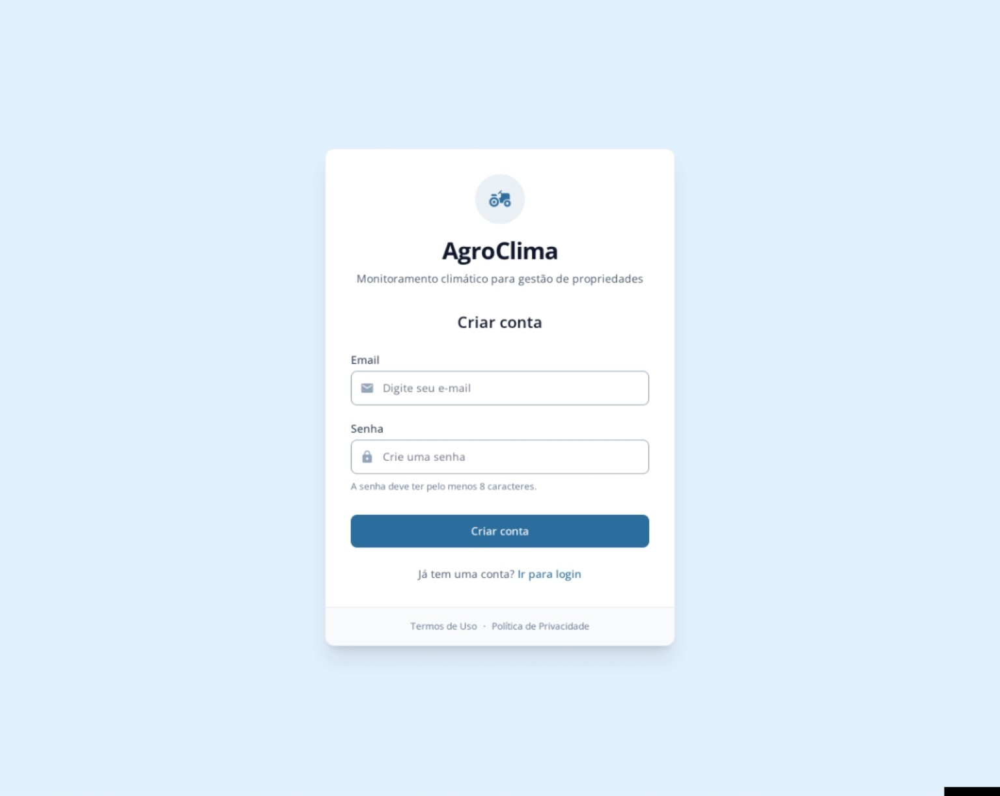 AgroClima
Monitoramento climático para gestão de propriedades
Criar conta
Email
Digite seu e-mail
Senha
Crie uma senha
A senha deve ter pelo menos 8 caracteres.
Criar conta
Já tem uma conta? Ir para login
Termos de Uso · Política de Privacidade